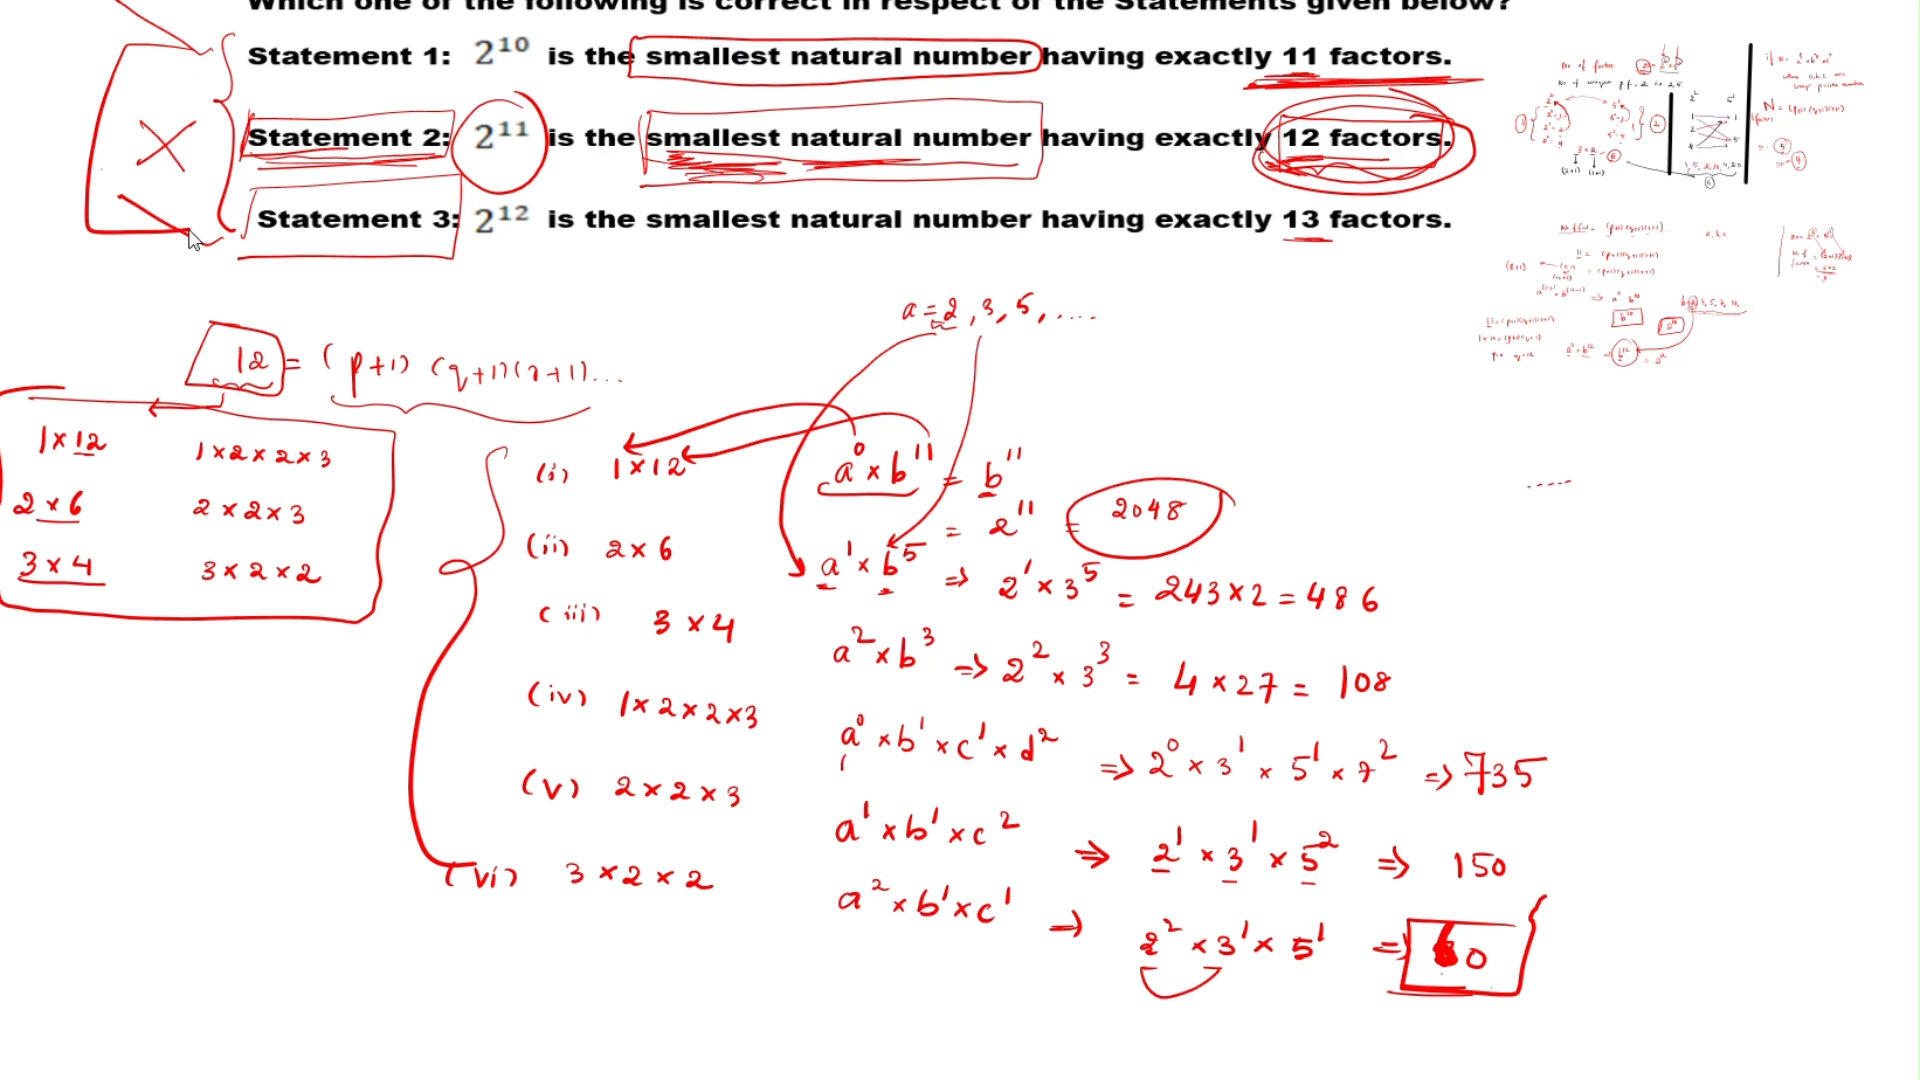 Which one of the following is correct in respect of the Statements given below?
Statement 1: 2^10 is the smallest natural number having exactly 11 factors.
Statement 2: 2^11 is the smallest natural number having exactly 12 factors.
Statement 3: 2^12 is the smallest natural number having exactly 13 factors.
a = 2, 3, 5, ....
12 = (p+1) (q+1)(r+1)...
1×12 1×2×2×3
2×6 2×2×3
3×4 3×2×2
(i) 1×12 a^0 × b^11 = b^11
= 2^11 = 2048
(ii) 2×6 a^1 × b^5 ⇒ 2^1 × 3^5 = 243×2 = 486
(iii) 3×4 a^2 × b^3 ⇒ 2^2 × 3^3 = 4×27 = 108
(iv) 1×2×2×3 a^0 × b^1 × c^1 × d^2 ⇒ 2^0 × 3^1 × 5^1 × 7^2 ⇒ 735
(v) 2×2×3 a^1 × b^1 × c^2 ⇒ 2^1 × 3^1 × 5^2 ⇒ 150
(vi) 3×2×2 a^2 × b^1 × c^1 ⇒ 2^2 × 3^1 × 5^1 ⇒ 60